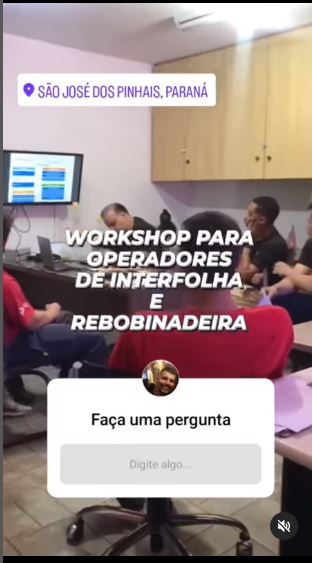 SÃO JOSÉ DOS PINHAIS, PARANÁ
WORKSHOP PARA
OPERADORES
DE INTERFOLHA
E
REBOBINADEIRA
Faça uma pergunta
Digite algo...